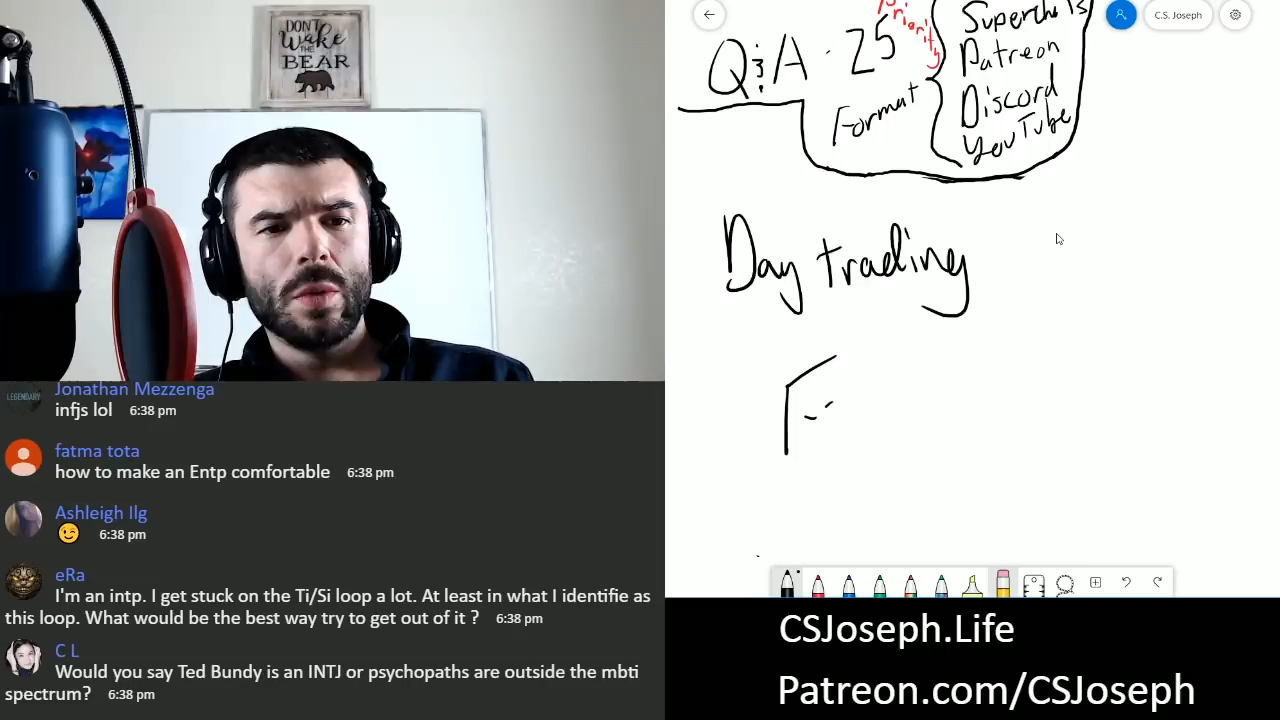 DON'T
Wake
THE
BEAR
Jonathan Mezzenga
infjs lol 6:38 pm
fatma tota
how to make an Entp comfortable 6:38 pm
Ashleigh Ilg
😉 6:38 pm
eRa
I'm an intp. I get stuck on the Ti/Si loop a lot. At least in what I identifie as
this loop. What would be the best way try to get out of it ? 6:38 pm
C L
Would you say Ted Bundy is an INTJ or psychopaths are outside the mbti
spectrum? 6:38 pm
C.S. Joseph
Q&A · 25
Format
Priority
Patreon
Discord
YouTube
Day trading
CSJoseph.Life
Patreon.com/CSJoseph